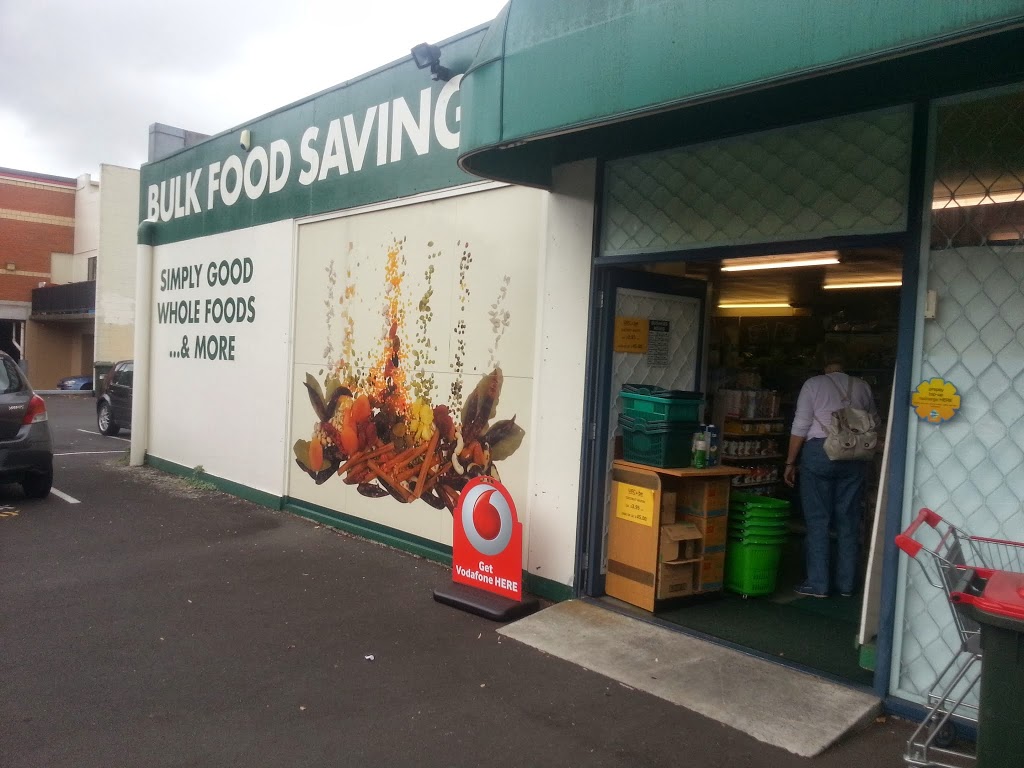 BULK FOOD SAVING
SIMPLY GOOD
WHOLE FOODS
...& MORE
Get
Vodafone HERE